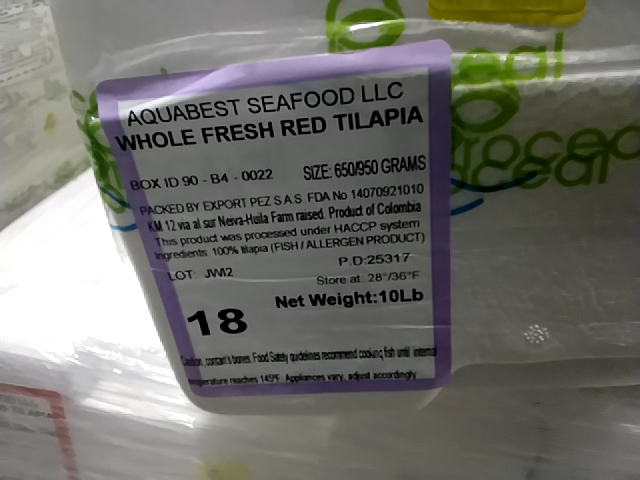 AQUABEST SEAFOOD LLC
WHOLE FRESH RED TILAPIA
BOX ID 90 - B4 - 0022 SIZE: 650/950 GRAMS
PACKED BY EXPORT PEZ S.A.S. FDA No 14070921010
KM 12 via al sur Neiva-Huila Farm raised. Product of Colombia
This product was processed under HACCP system
Ingredients: 100% tilapia (FISH / ALLERGEN PRODUCT)
LOT: JWI2 P.D:25317
Store at: 28°/36°F
18 Net Weight:10Lb
Caution, contain's bones. Food Safety guidelines recommend cooking fish until internal
temperature reaches 145°F. Appliances vary, adjust accordingly